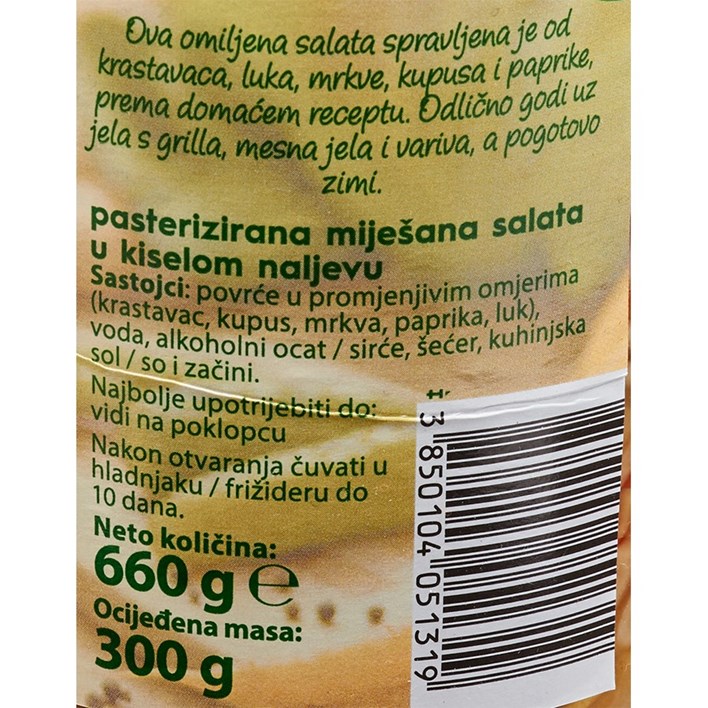 Ova omiljena salata spravljena je od
krastavaca, luka, mrkve, kupusa i paprike,
prema domaćem receptu. Odlično godi uz
jela s grilla, mesna jela i variva, a pogotovo
zimi.
pasterizirana miješana salata
u kiselom naljevu
Sastojci: povrće u promjenjivim omjerima
(krastavac, kupus, mrkva, paprika, luk),
voda, alkoholni ocat / sirće, šećer, kuhinjska
sol / so i začini.
Najbolje upotrijebiti do:
vidi na poklopcu
Nakon otvaranja čuvati u
hladnjaku / frižideru do
10 dana.
Neto količina:
660 g e
Ocijeđena masa:
300 g
3 850104 051319